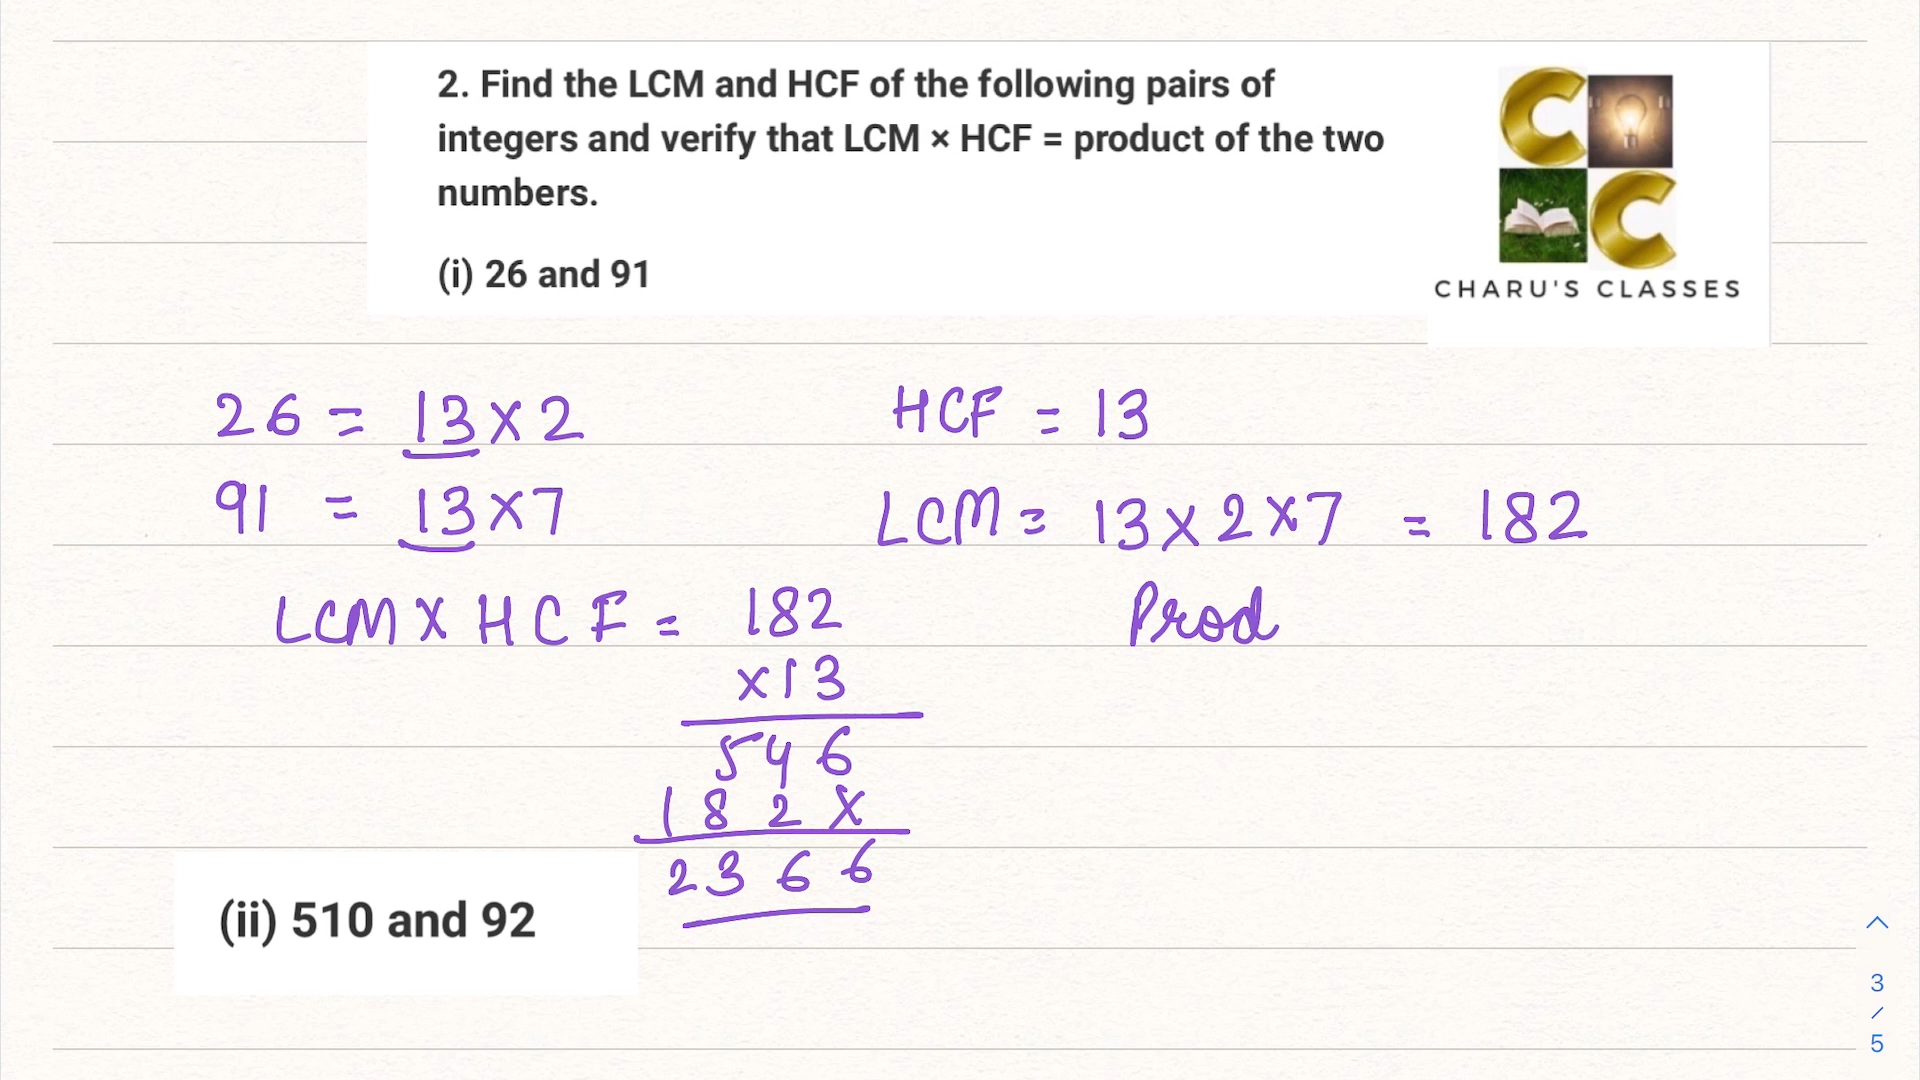 2. Find the LCM and HCF of the following pairs of
integers and verify that LCM × HCF = product of the two
numbers.
(i) 26 and 91
CHARU'S CLASSES
26 = 13 × 2
HCF = 13
91 = 13 × 7
LCM = 13 × 2 × 7 = 182
LCM × HCF = 182
Prod
×13
546
182×
2366
(ii) 510 and 92
3
/
5